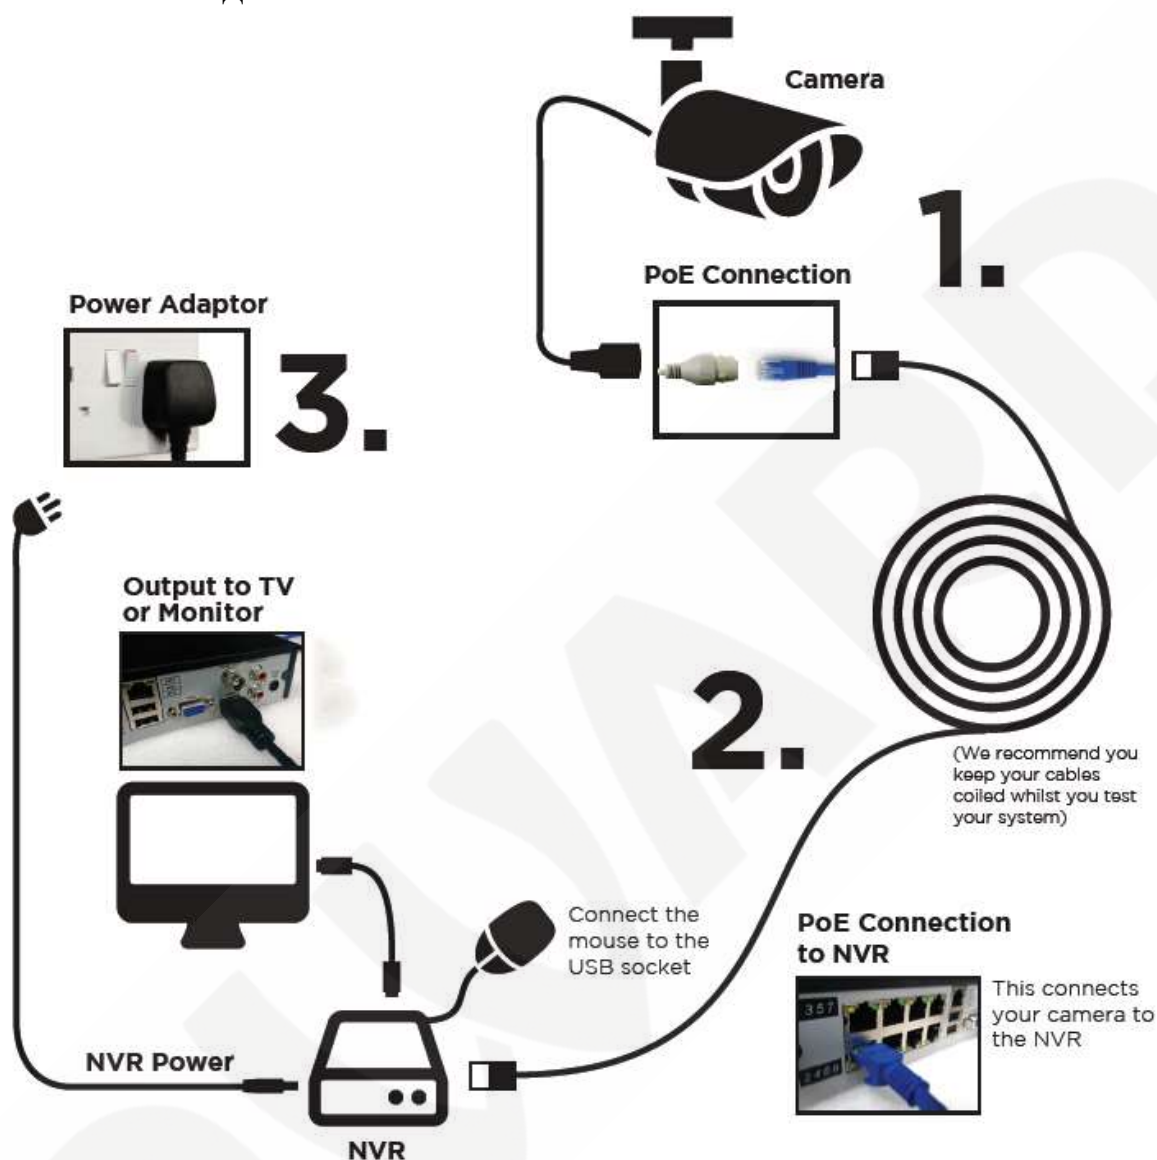 Camera
1.
PoE Connection
Power Adaptor
3.
Output to TV
or Monitor
2.
(We recommend you
keep your cables
coiled whilst you test
your system)
Connect the
mouse to the
USB socket
PoE Connection
to NVR
This connects
your camera to
the NVR
357
2468
NVR Power
NVR